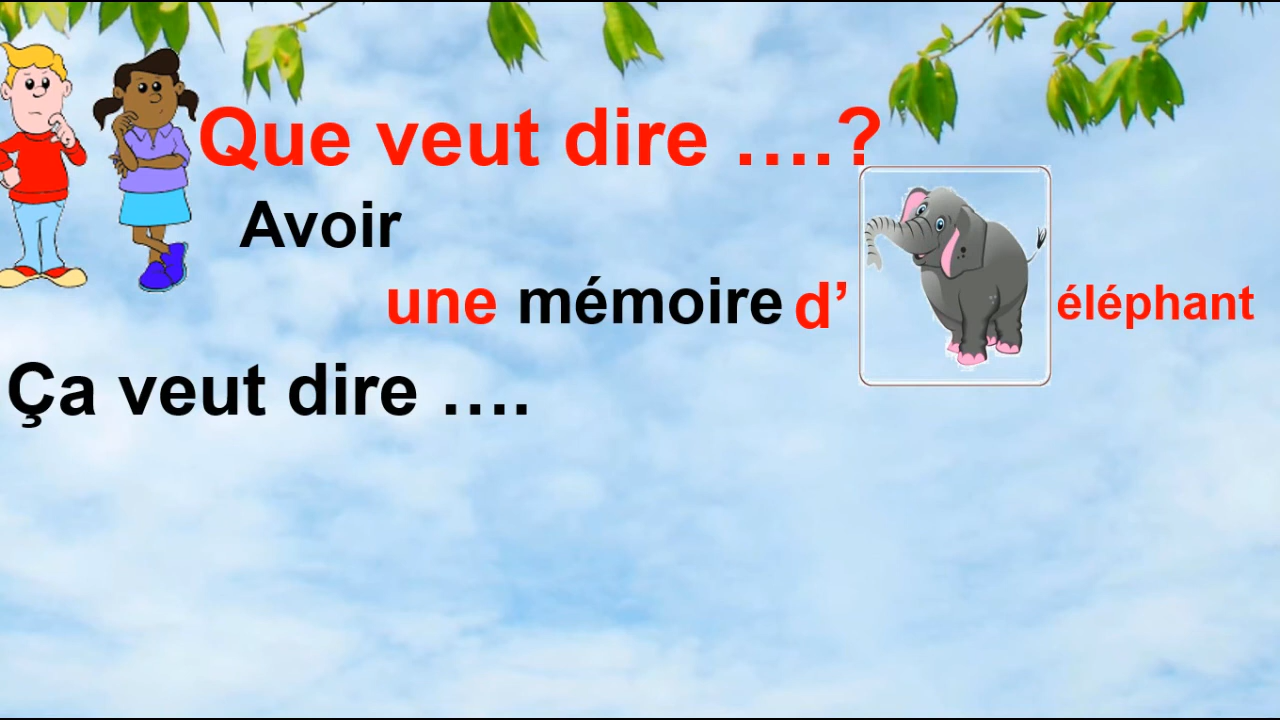 Que veut dire ….?
Avoir
une mémoire d’ éléphant
Ça veut dire ….